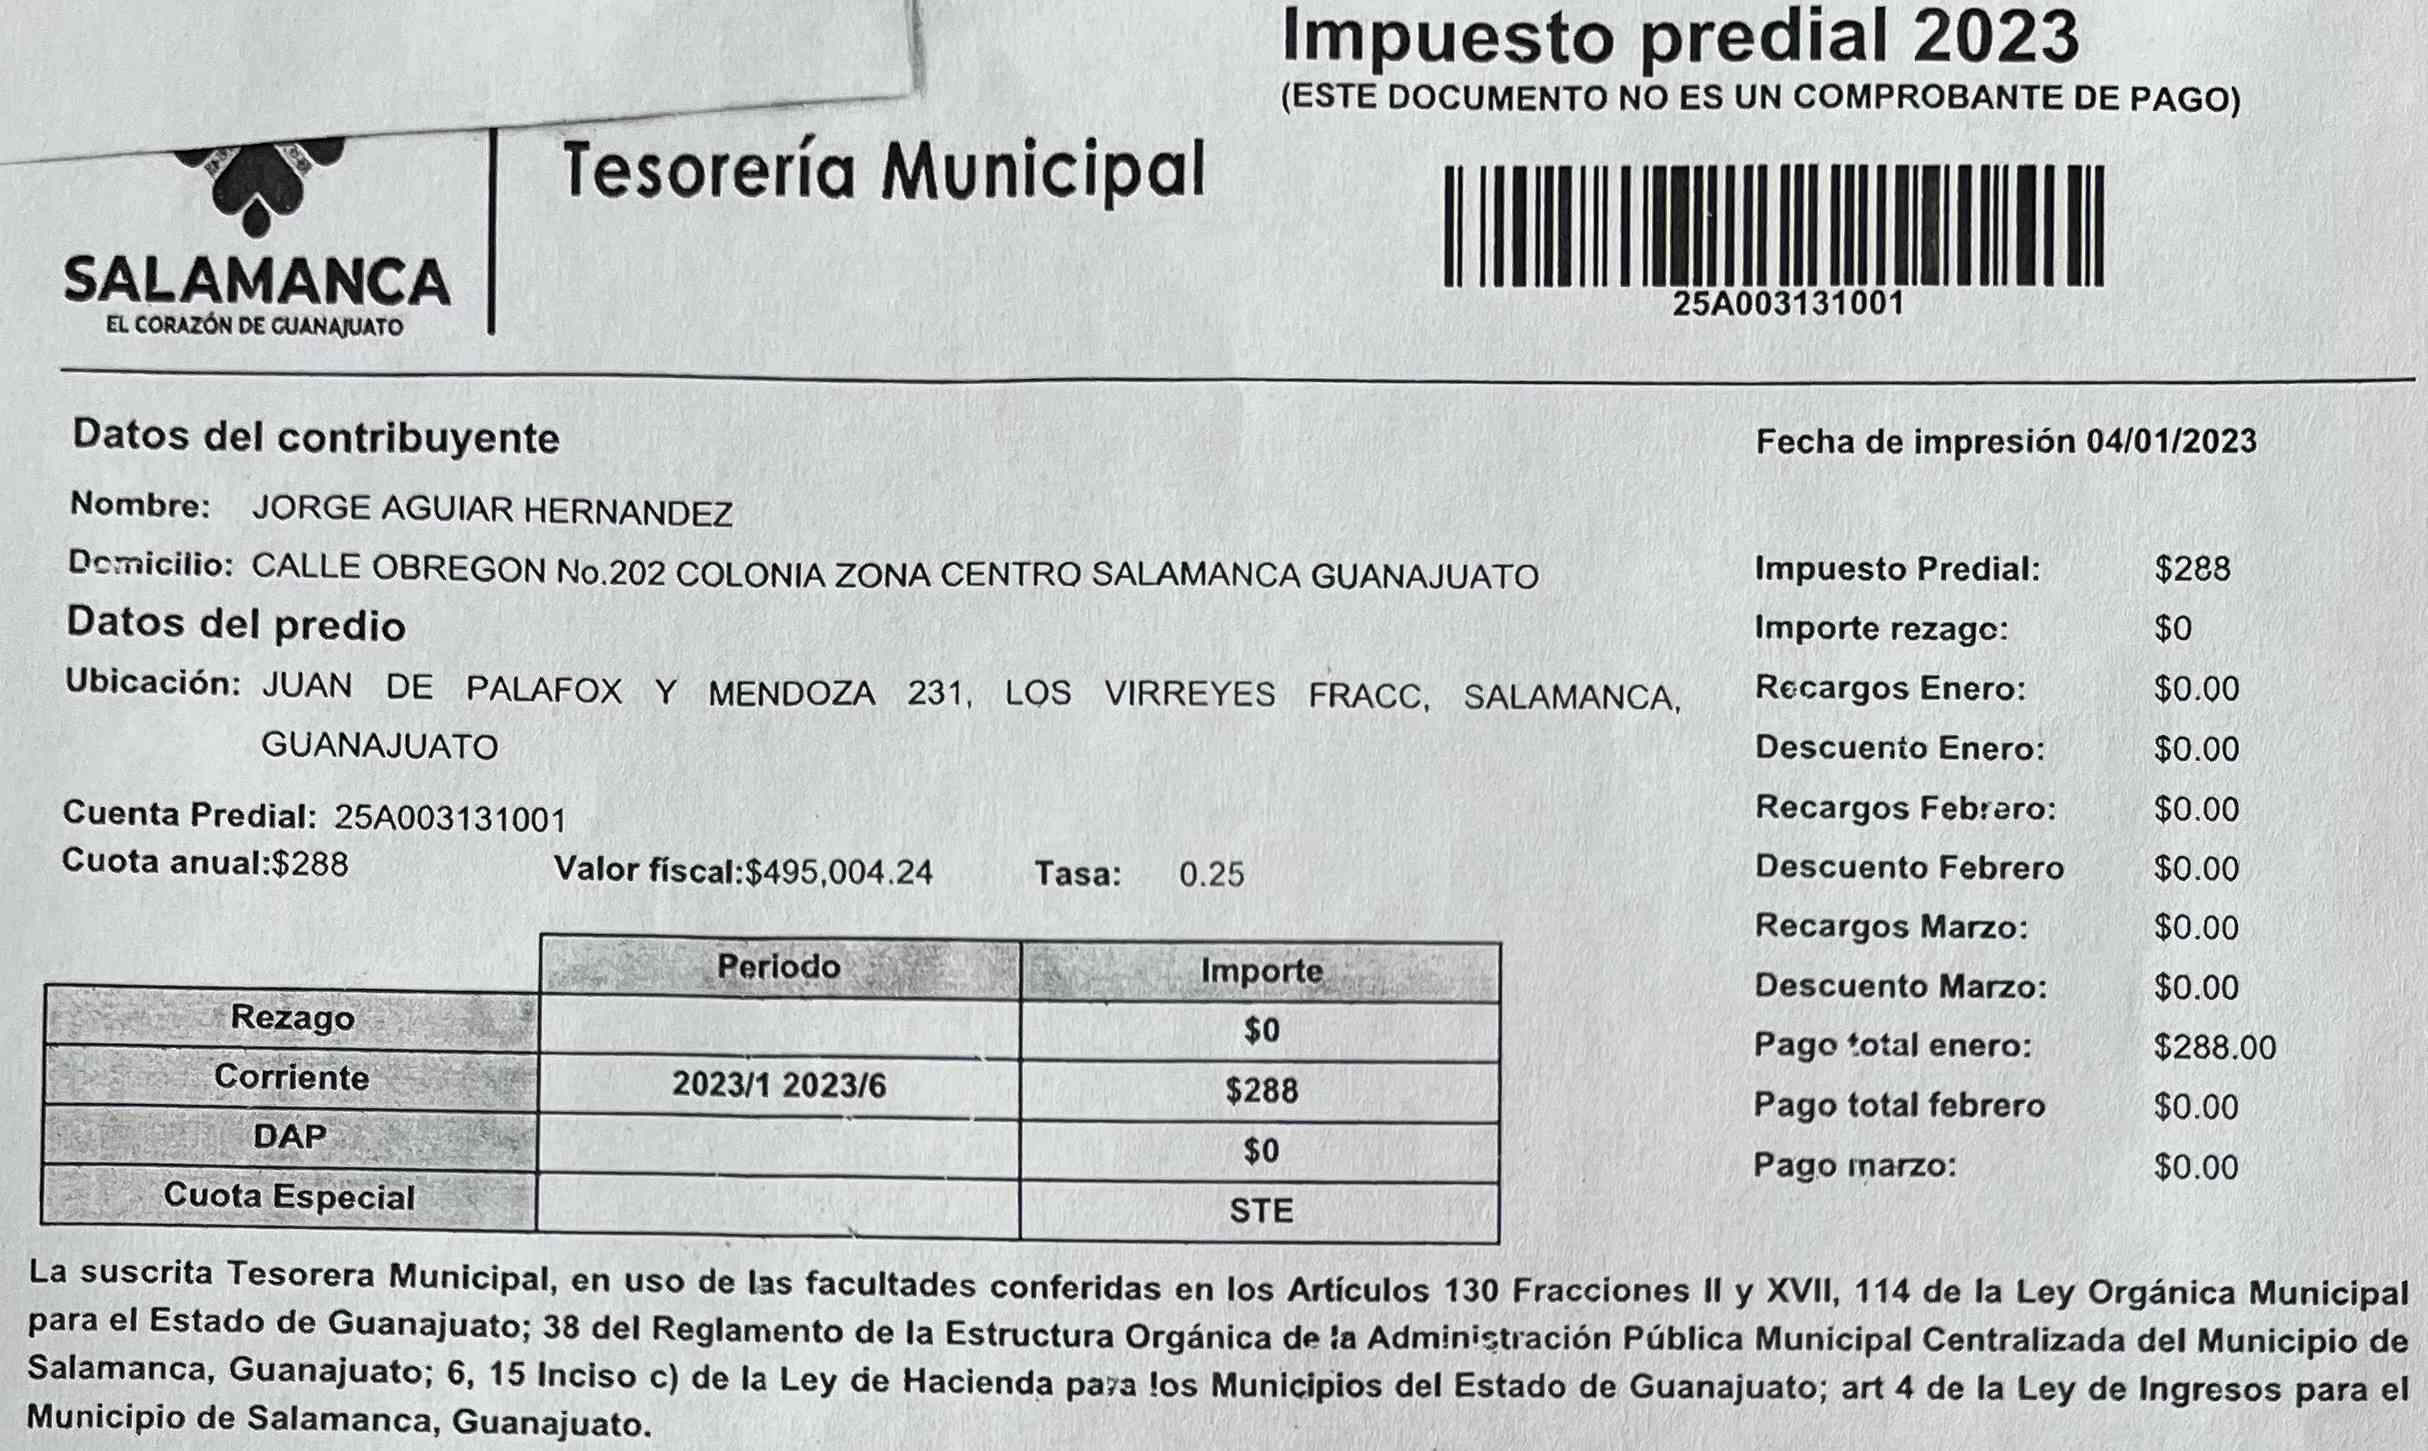 Impuesto predial 2023
(ESTE DOCUMENTO NO ES UN COMPROBANTE DE PAGO)
Tesorería Municipal
SALAMANCA
EL CORAZÓN DE GUANAJUATO
25A003131001
Datos del contribuyente
Fecha de impresión 04/01/2023
Nombre: JORGE AGUIAR HERNANDEZ
Domicilio: CALLE OBREGON No.202 COLONIA ZONA CENTRO SALAMANCA GUANAJUATO
Datos del predio
Ubicación: JUAN DE PALAFOX Y MENDOZA 231, LOS VIRREYES FRACC, SALAMANCA,
GUANAJUATO
Cuenta Predial: 25A003131001
Cuota anual:$288 Valor físcal:$495,004.24 Tasa: 0.25
Impuesto Predial: $288
Importe rezago: $0
Recargos Enero: $0.00
Descuento Enero: $0.00
Recargos Febrero: $0.00
Descuento Febrero $0.00
Recargos Marzo: $0.00
Descuento Marzo: $0.00
Pago total enero: $288.00
Pago total febrero $0.00
Pago marzo: $0.00
Periodo Importe
Rezago $0
Corriente 2023/1 2023/6 $288
DAP $0
Cuota Especial STE
La suscrita Tesorera Municipal, en uso de las facultades conferidas en los Artículos 130 Fracciones II y XVII, 114 de la Ley Orgánica Municipal
para el Estado de Guanajuato; 38 del Reglamento de la Estructura Orgánica de la Administración Pública Municipal Centralizada del Municipio de
Salamanca, Guanajuato; 6, 15 Inciso c) de la Ley de Hacienda para los Municipios del Estado de Guanajuato; art 4 de la Ley de Ingresos para el
Municipio de Salamanca, Guanajuato.